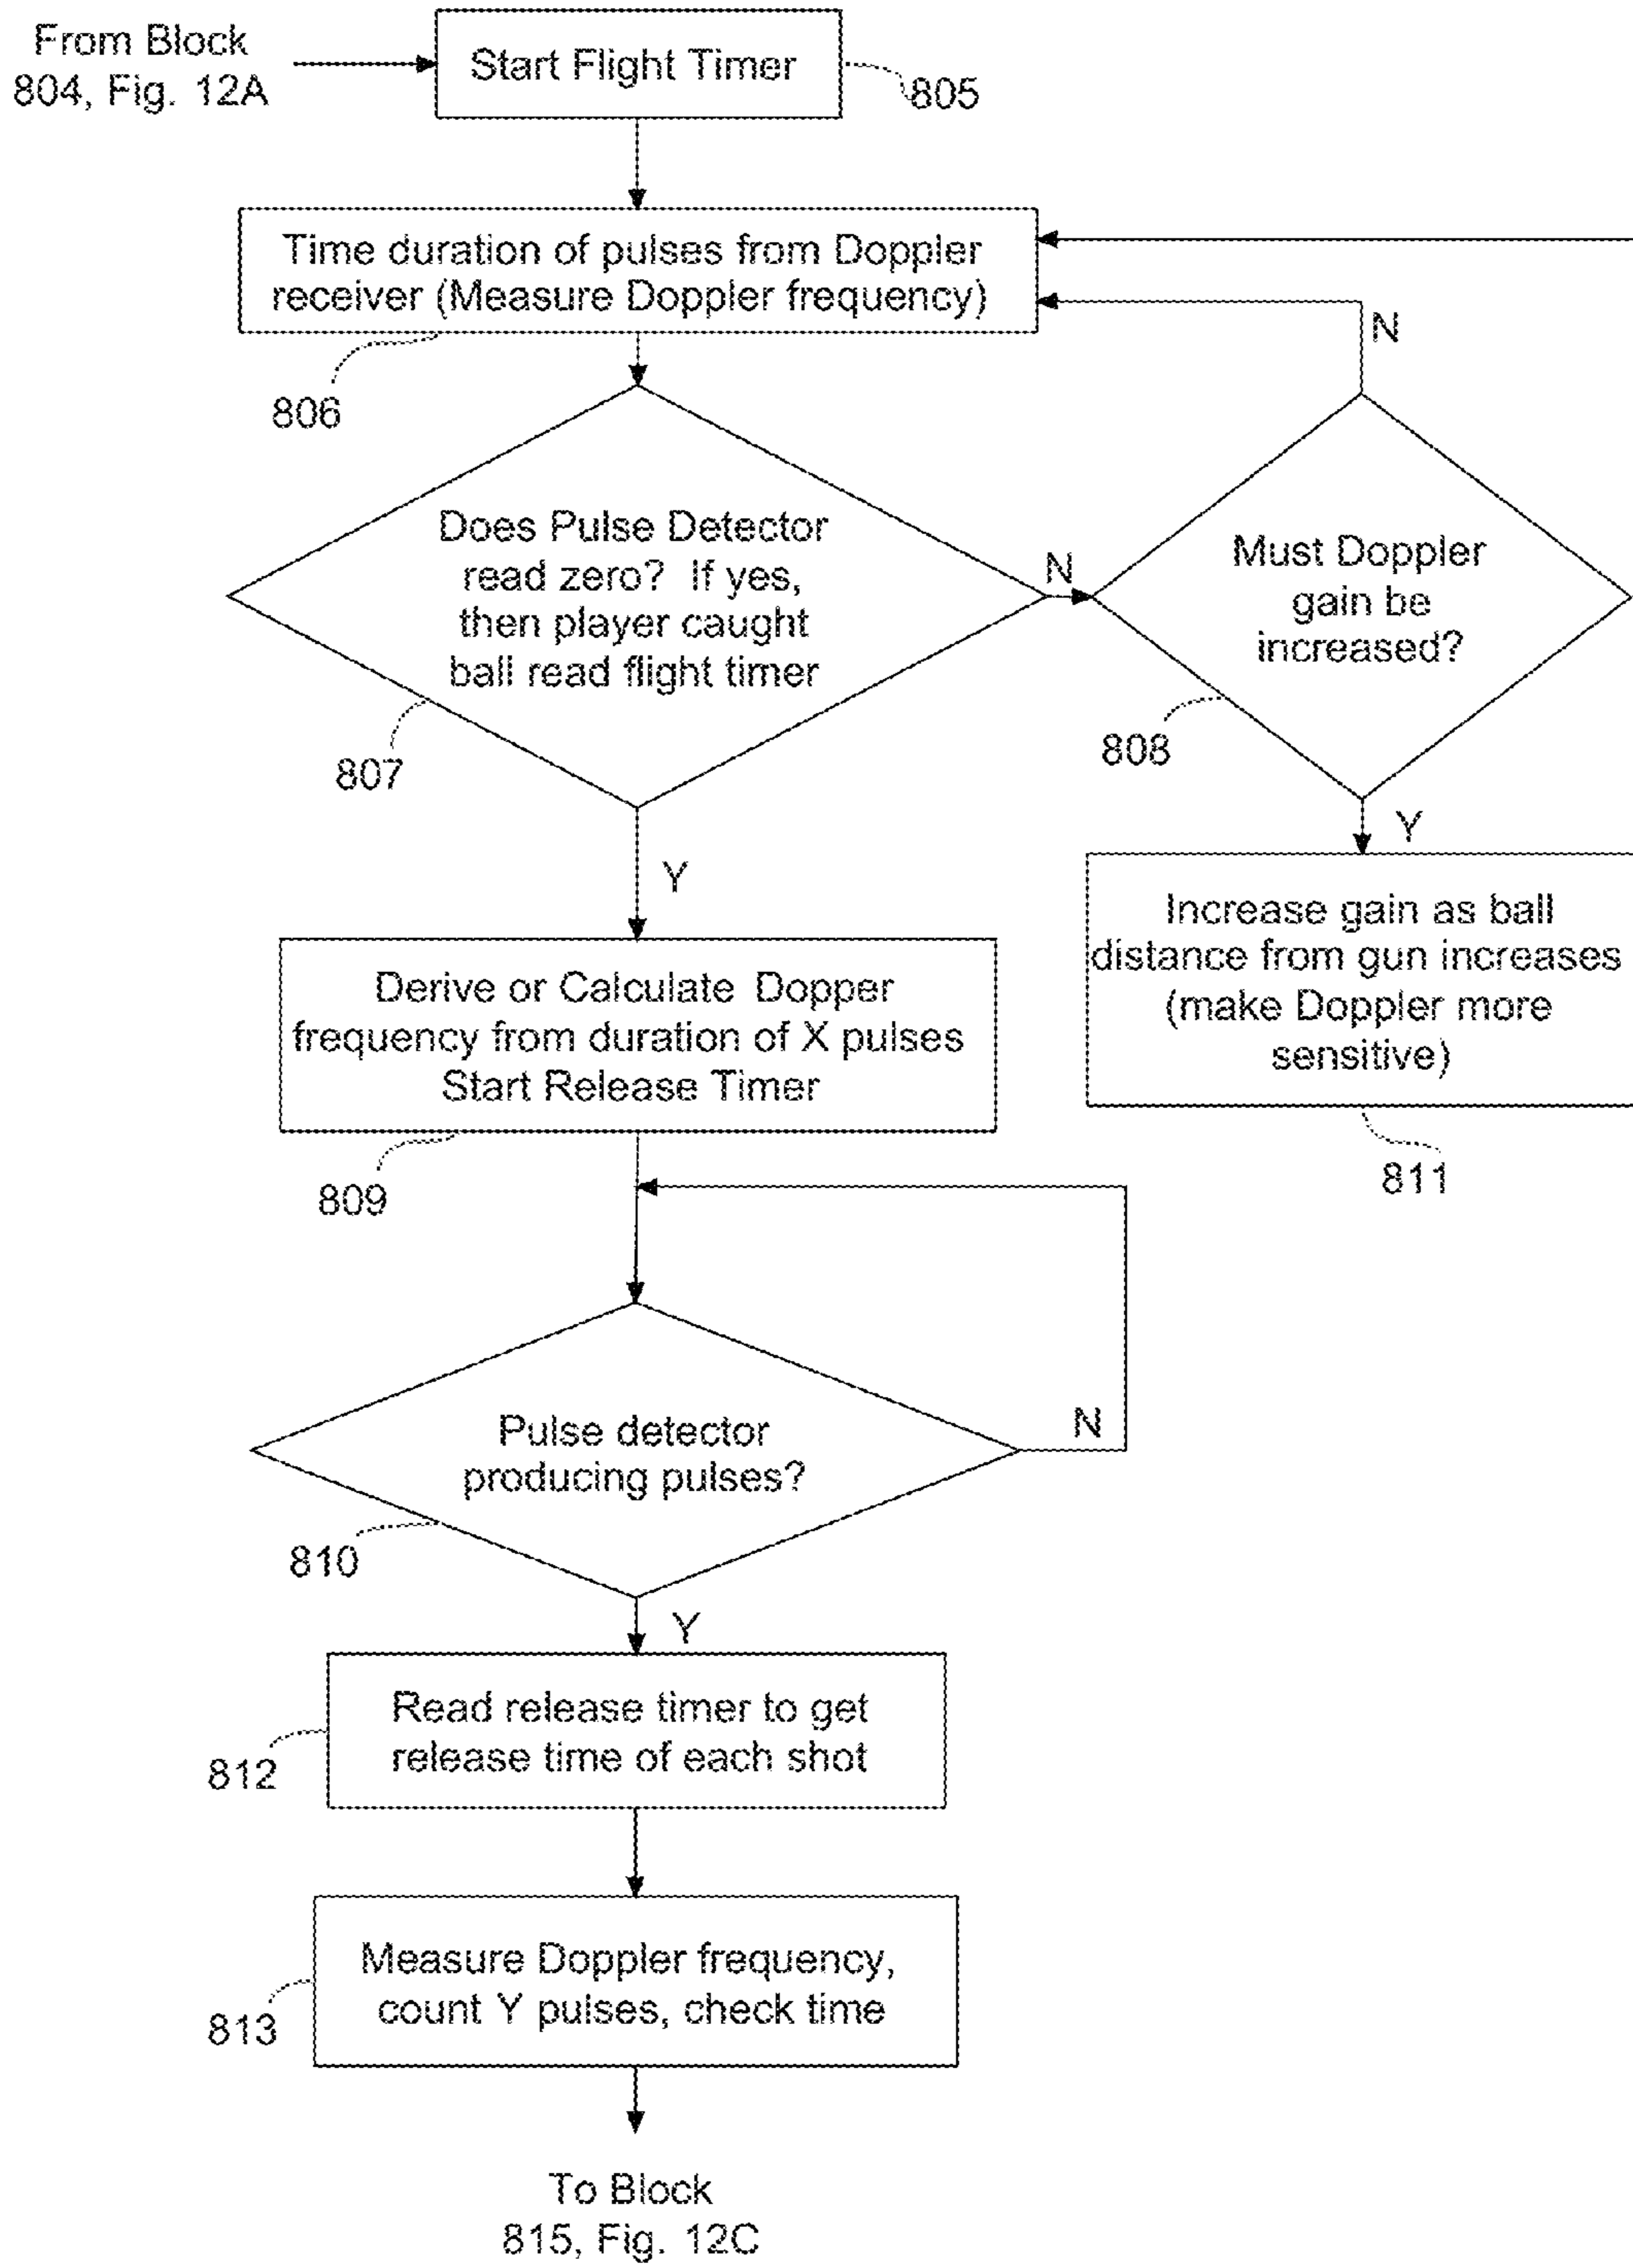 From Block
804, Fig. 12A
Start Flight Timer
805
Time duration of pulses from Doppler
receiver (Measure Doppler frequency)
806
N
Does Pulse Detector
read zero? If yes,
then player caught
ball read flight timer
807
N
Must Doppler
gain be
increased?
808
Y
Y
Increase gain as ball
distance from gun increases
(make Doppler more
sensitive)
811
Derive or Calculate Dopper
frequency from duration of X pulses
Start Release Timer
809
Pulse detector
producing pulses?
N
810
Y
Read release timer to get
release time of each shot
812
Measure Doppler frequency,
count Y pulses, check time
813
To Block
815, Fig. 12C